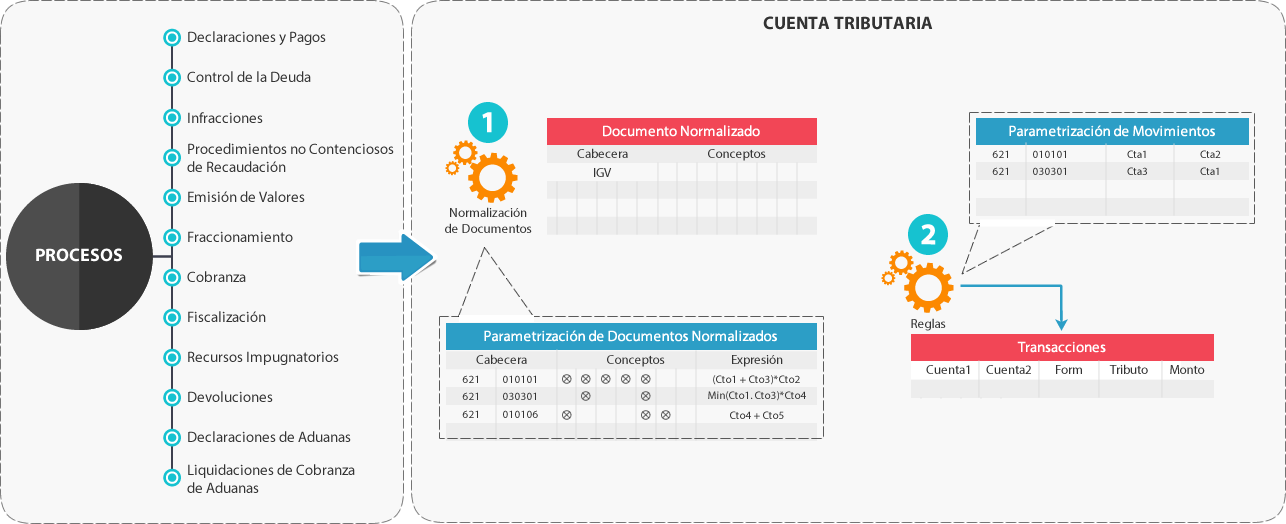 PROCESOS
Declaraciones y Pagos
Control de la Deuda
Infracciones
Procedimientos no Contenciosos
de Recaudación
Emisión de Valores
Fraccionamiento
Cobranza
Fiscalización
Recursos Impugnatorios
Devoluciones
Declaraciones de Aduanas
Liquidaciones de Cobranza
de Aduanas
CUENTA TRIBUTARIA
1
Normalización
de Documentos
Documento Normalizado
Cabecera Conceptos
IGV
Parametrización de Documentos Normalizados
Cabecera Conceptos Expresión
621 010101 (Cto1 + Cto3)*Cto2
621 030301 Min(Cto1. Cto3)*Cto4
621 010106 Cto4 + Cto5
2
Reglas
Parametrización de Movimientos
621 010101 Cta1 Cta2
621 030301 Cta3 Cta1
Transacciones
Cuenta1 Cuenta2 Form Tributo Monto